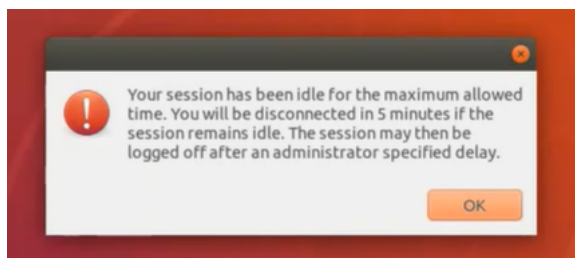 Your session has been idle for the maximum allowed
time. You will be disconnected in 5 minutes if the
session remains idle. The session may then be
logged off after an administrator specified delay.
OK